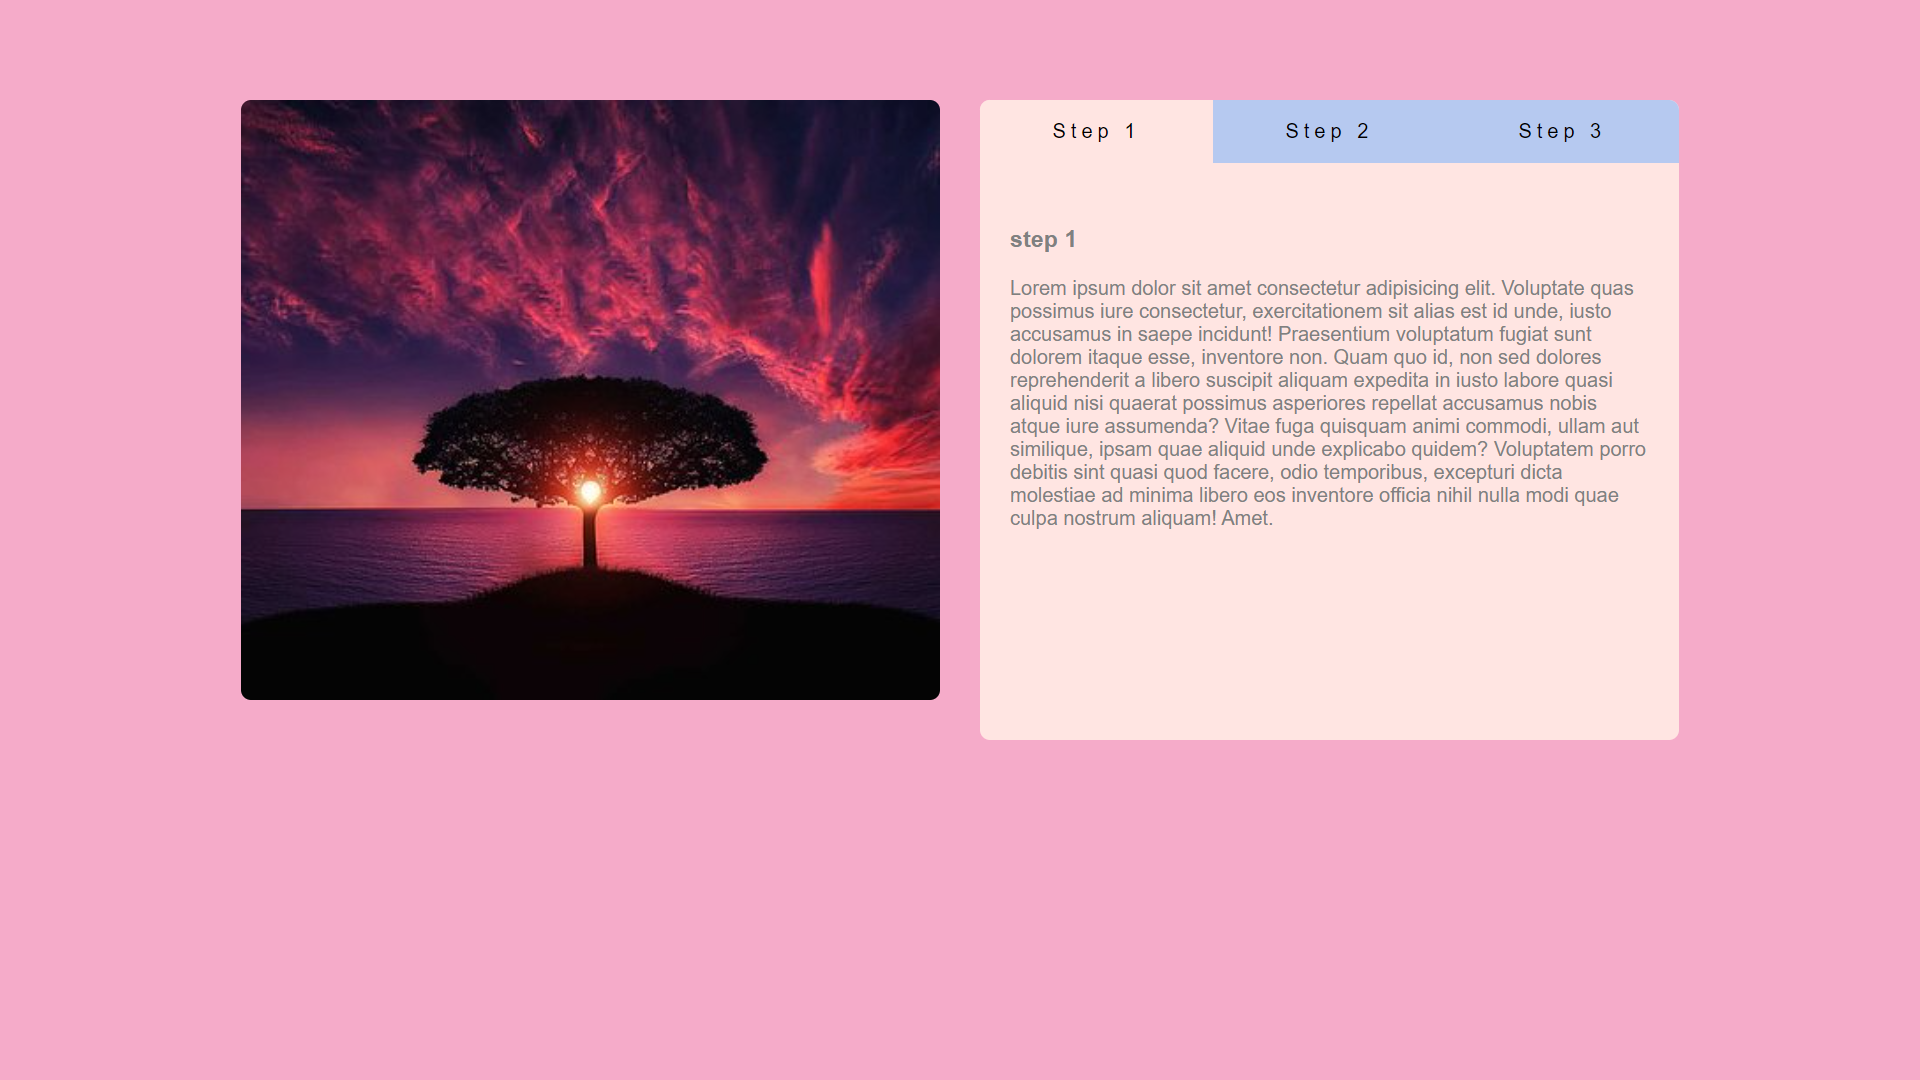 Step 1
Step 2
Step 3
step 1
Lorem ipsum dolor sit amet consectetur adipisicing elit. Voluptate quas
possimus iure consectetur, exercitationem sit alias est id unde, iusto
accusamus in saepe incidunt! Praesentium voluptatum fugiat sunt
dolorem itaque esse, inventore non. Quam quo id, non sed dolores
reprehenderit a libero suscipit aliquam expedita in iusto labore quasi
aliquid nisi quaerat possimus asperiores repellat accusamus nobis
atque iure assumenda? Vitae fuga quisquam animi commodi, ullam aut
similique, ipsam quae aliquid unde explicabo quidem? Voluptatem porro
debitis sint quasi quod facere, odio temporibus, excepturi dicta
molestiae ad minima libero eos inventore officia nihil nulla modi quae
culpa nostrum aliquam! Amet.